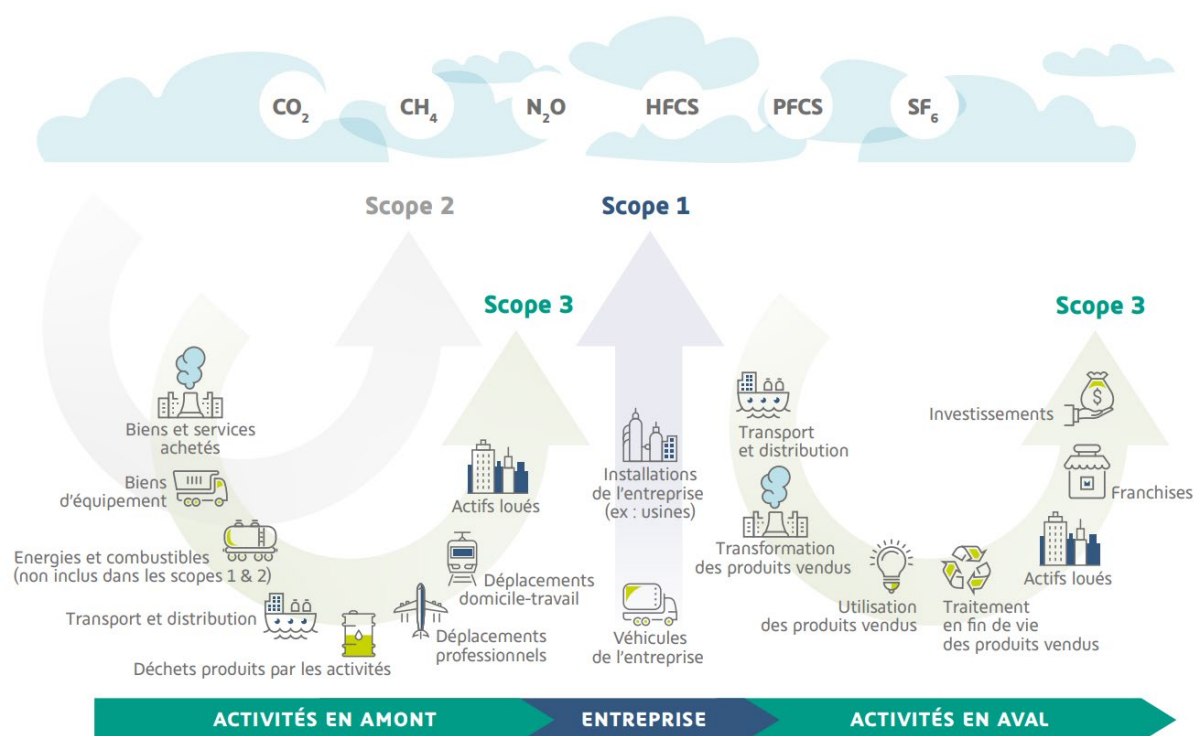 CO₂
CH₄
N₂O
HFCS
PFCS
SF₆
Scope 2
Scope 1
Scope 3
Scope 3
Biens et services
achetés
Biens
d'équipement
Energies et combustibles
(non inclus dans les scopes 1 & 2)
Transport et distribution
Déchets produits par les activités
Déplacements
professionnels
Déplacements
domicile-travail
Actifs loués
Installations
de l'entreprise
(ex : usines)
Véhicules
de l'entreprise
Transport
et distribution
Transformation
des produits vendus
Utilisation
des produits vendus
Traitement
en fin de vie
des produits vendus
Actifs loués
Franchises
Investissements
$
ACTIVITÉS EN AMONT
ENTREPRISE
ACTIVITÉS EN AVAL